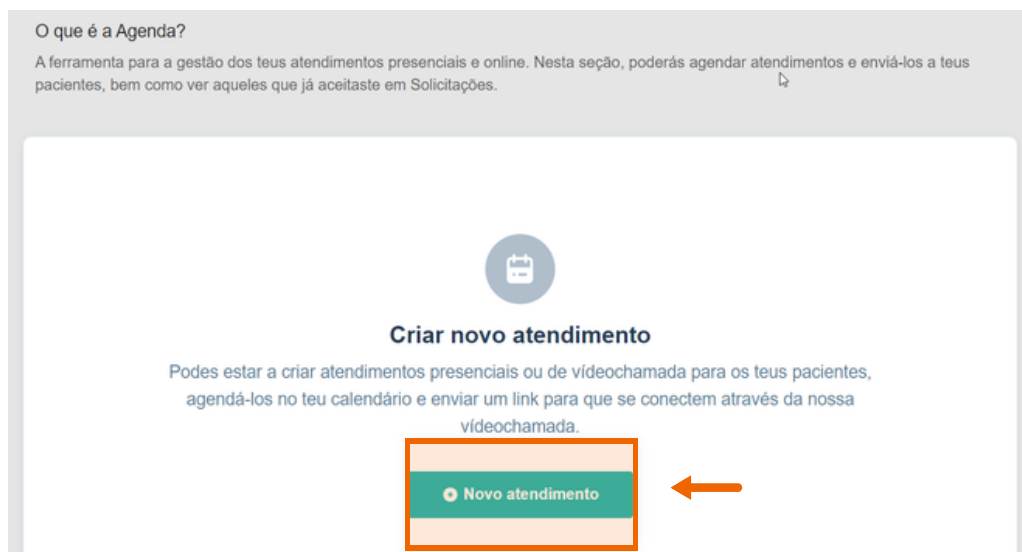 O que é a Agenda?
A ferramenta para a gestão dos teus atendimentos presenciais e online. Nesta seção, poderás agendar atendimentos e enviá-los a teus
pacientes, bem como ver aqueles que já aceitaste em Solicitações.
Criar novo atendimento
Podes estar a criar atendimentos presenciais ou de vídeochamada para os teus pacientes,
agendá-los no teu calendário e enviar um link para que se conectem através da nossa
vídeochamada.
Novo atendimento